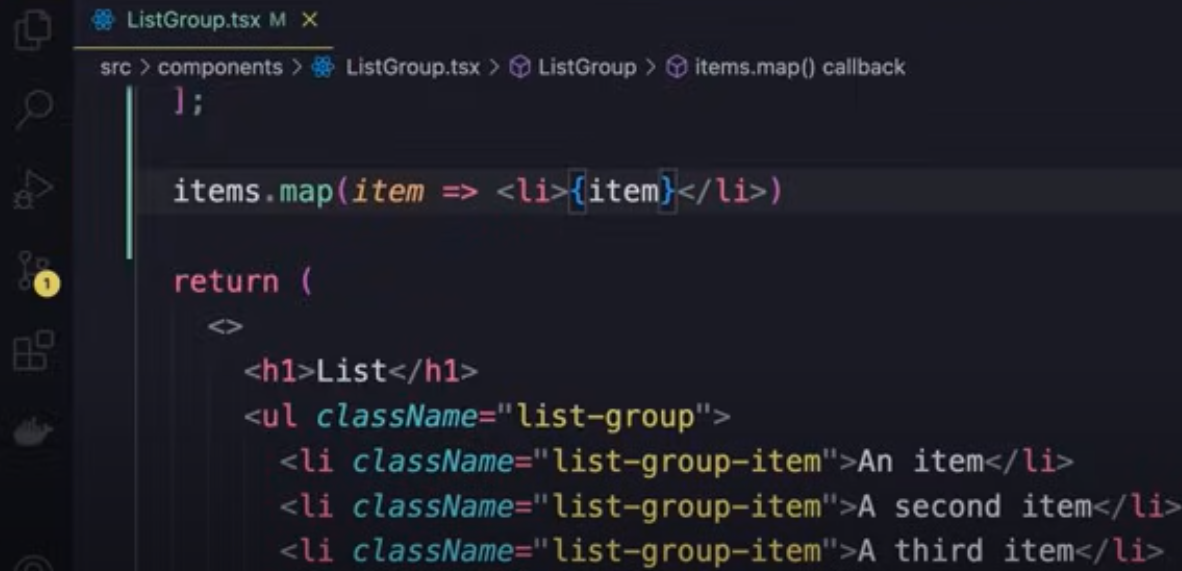 ListGroup.tsx M ×
src > components > ListGroup.tsx > ListGroup > items.map() callback
];
items.map(item => <li>{item}</li>)
1
return (
<>
<h1>List</h1>
<ul className="list-group">
<li className="list-group-item">An item</li>
<li className="list-group-item">A second item</li>
<li className="list-group-item">A third item</li>